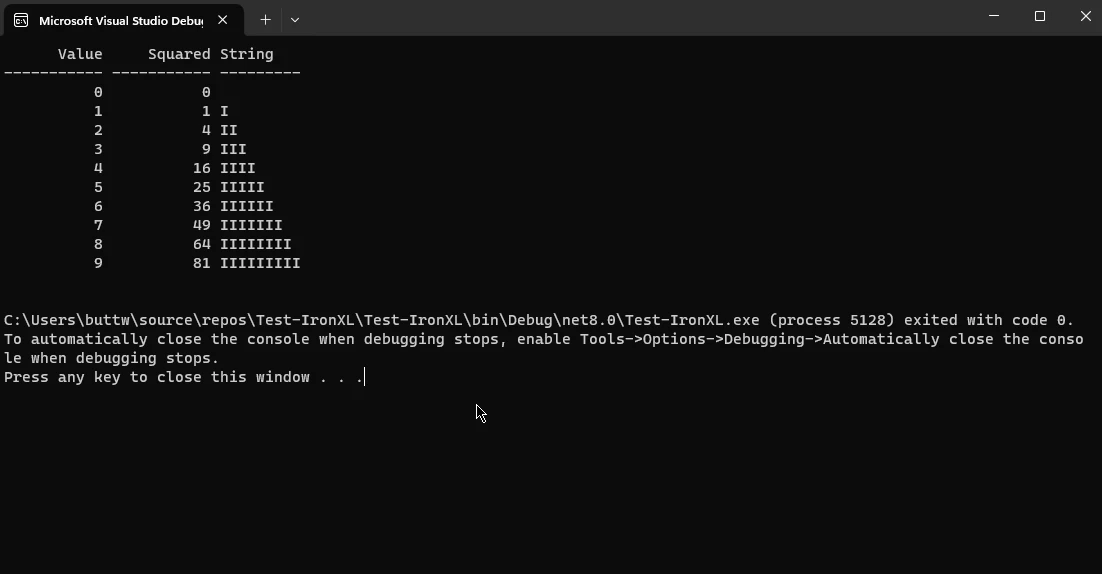 Microsoft Visual Studio Debu
      Value     Squared String
----------- ----------- ---------
          0           0
          1           1 I
          2           4 II
          3           9 III
          4          16 IIII
          5          25 IIIII
          6          36 IIIIII
          7          49 IIIIIII
          8          64 IIIIIIII
          9          81 IIIIIIIII
C:\Users\buttw\source\repos\Test-IronXL\Test-IronXL\bin\Debug\net8.0\Test-IronXL.exe (process 5128) exited with code 0.
To automatically close the console when debugging stops, enable Tools->Options->Debugging->Automatically close the conso
le when debugging stops.
Press any key to close this window . . .